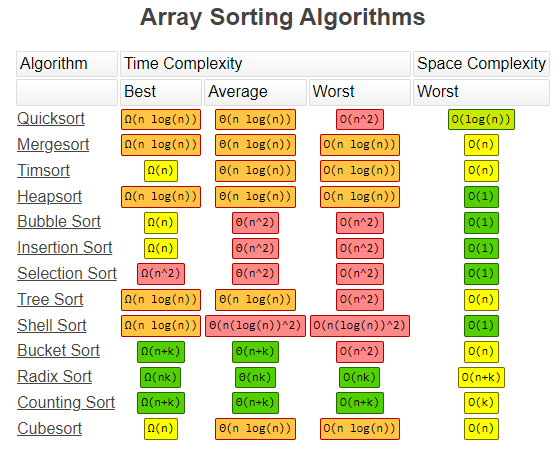 Array Sorting Algorithms
Algorithm Time Complexity Space Complexity
Best Average Worst Worst
Quicksort Ω(n log(n)) Θ(n log(n)) O(n^2) O(log(n))
Mergesort Ω(n log(n)) Θ(n log(n)) O(n log(n)) O(n)
Timsort Ω(n) Θ(n log(n)) O(n log(n)) O(n)
Heapsort Ω(n log(n)) Θ(n log(n)) O(n log(n)) O(1)
Bubble Sort Ω(n) Θ(n^2) O(n^2) O(1)
Insertion Sort Ω(n) Θ(n^2) O(n^2) O(1)
Selection Sort Ω(n^2) Θ(n^2) O(n^2) O(1)
Tree Sort Ω(n log(n)) Θ(n log(n)) O(n^2) O(n)
Shell Sort Ω(n log(n)) Θ(n(log(n))^2) O(n(log(n))^2) O(1)
Bucket Sort Ω(n+k) Θ(n+k) O(n^2) O(n)
Radix Sort Ω(nk) Θ(nk) O(nk) O(n+k)
Counting Sort Ω(n+k) Θ(n+k) O(n+k) O(k)
Cubesort Ω(n) Θ(n log(n)) O(n log(n)) O(n)